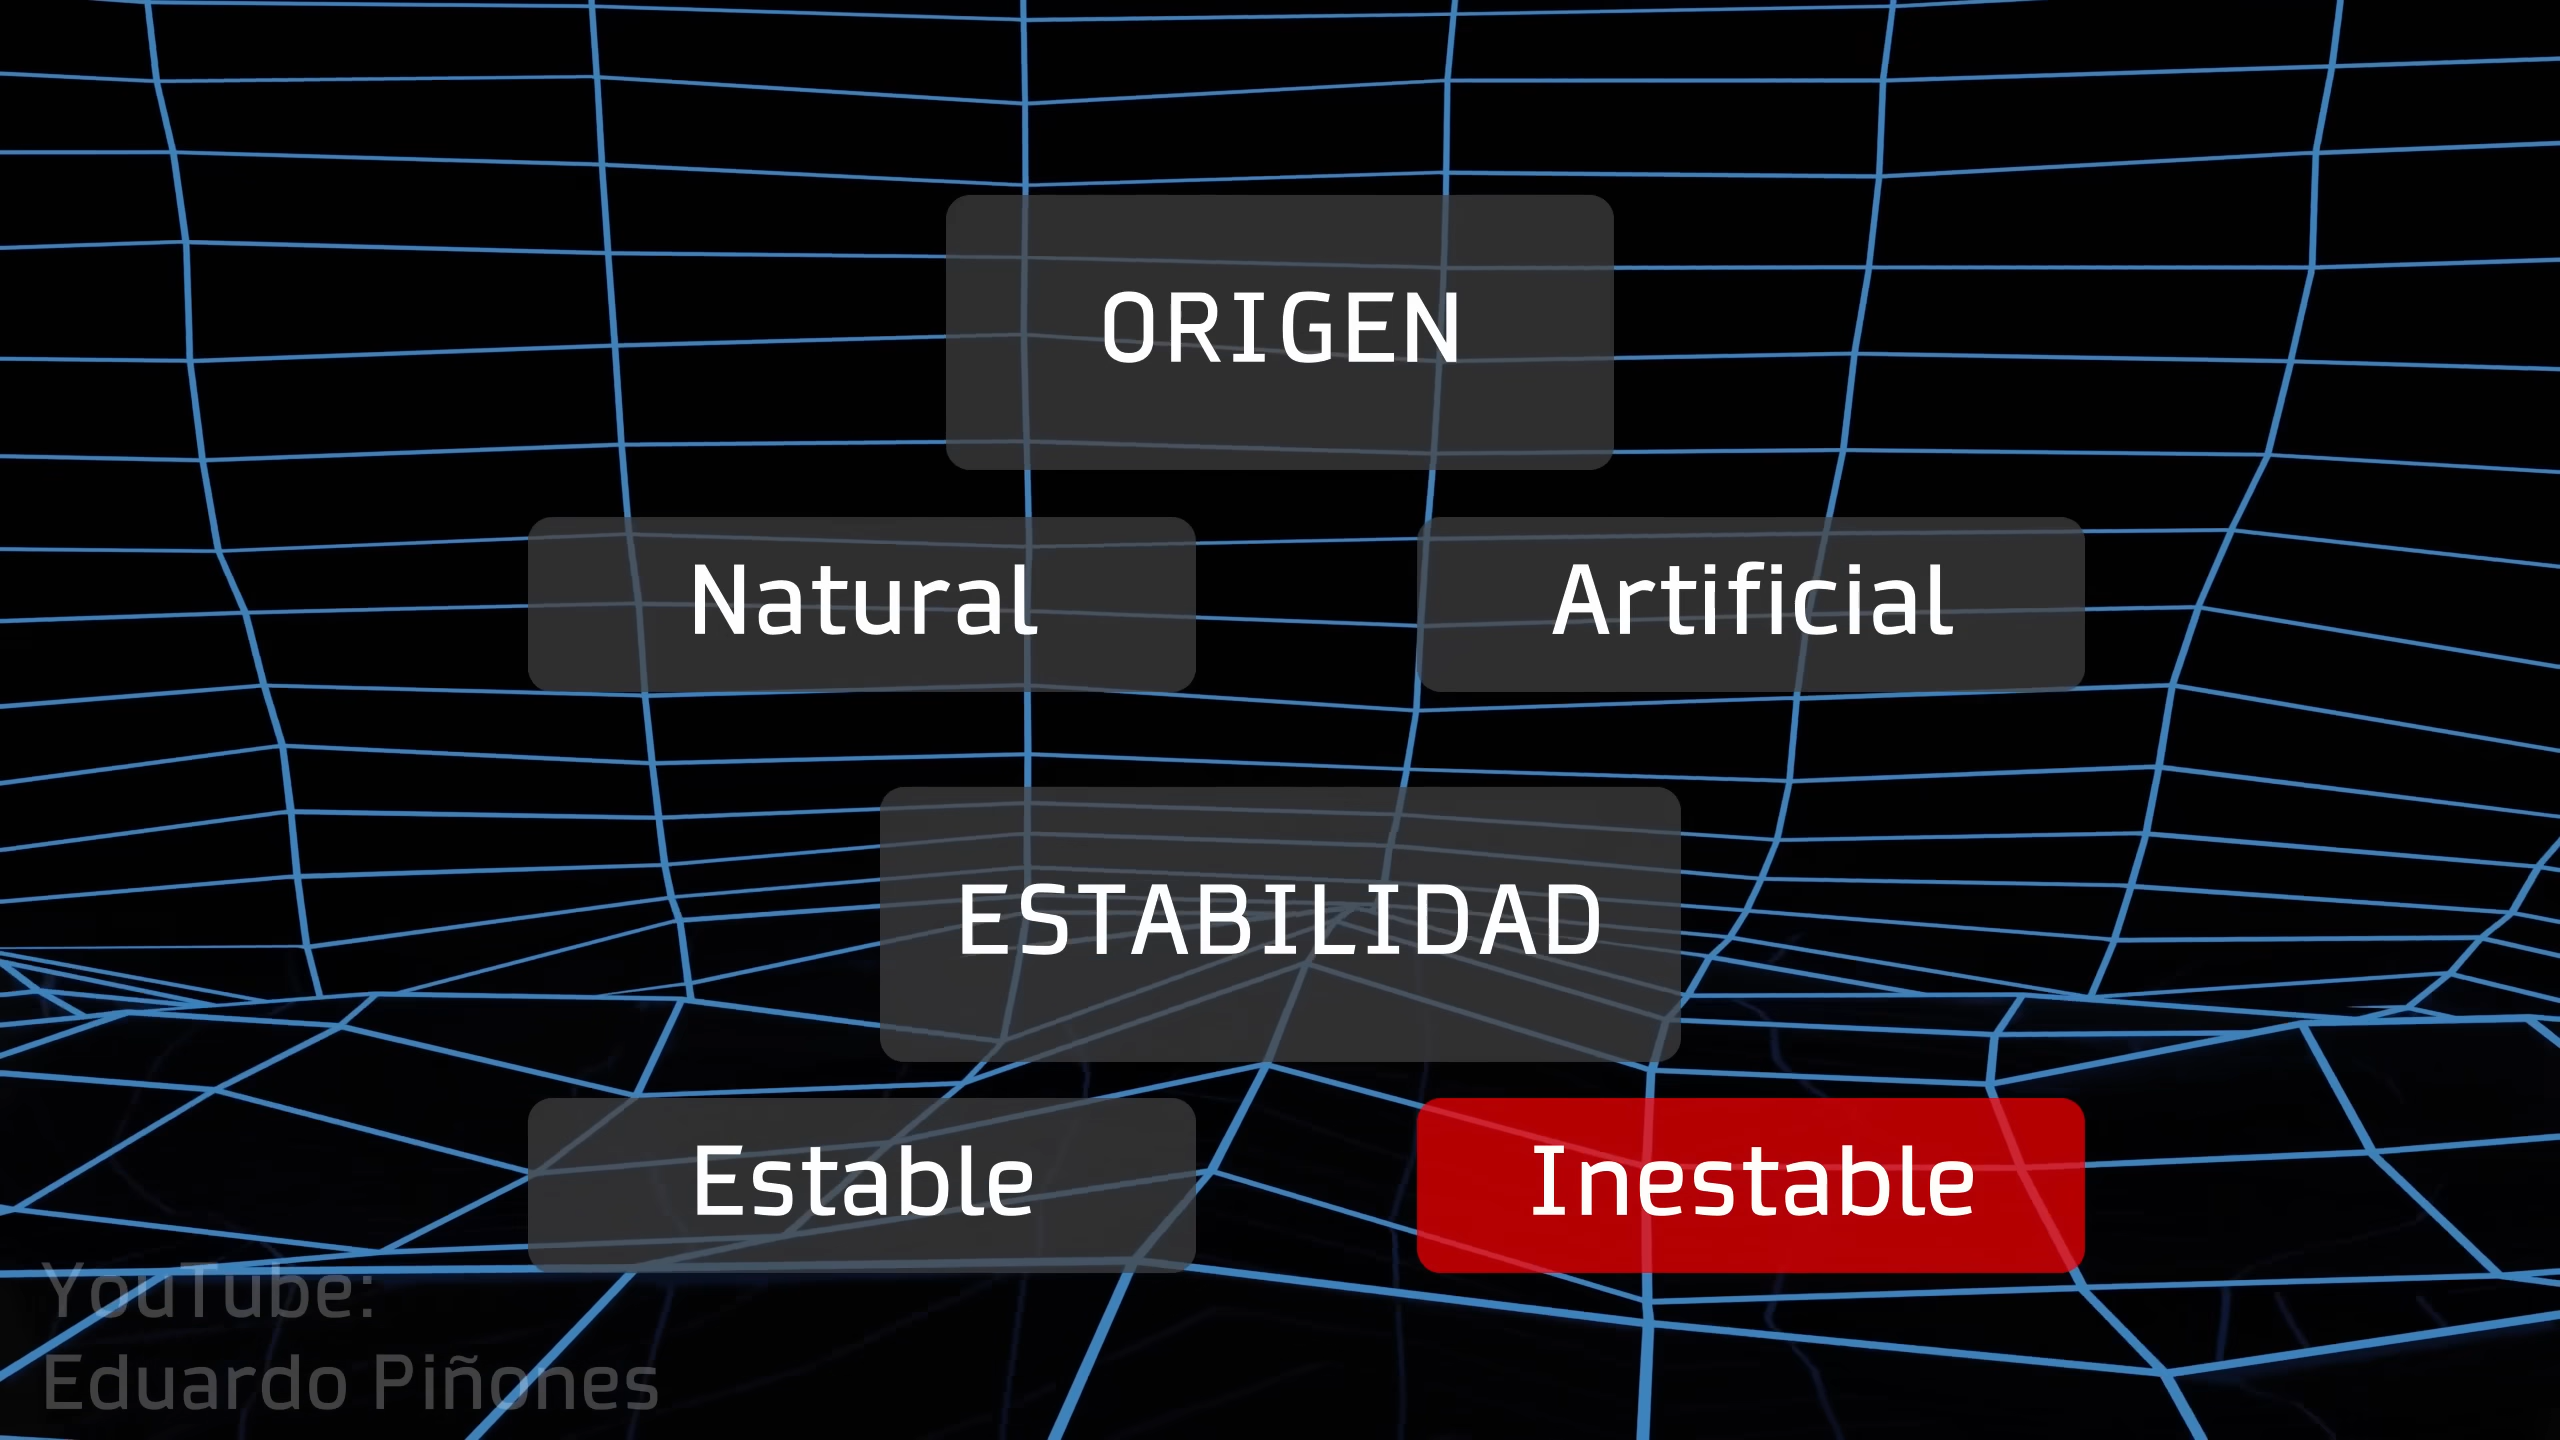 ORIGEN
Natural
Artificial
ESTABILIDAD
Estable
Inestable
YouTube:
Eduardo Piñones